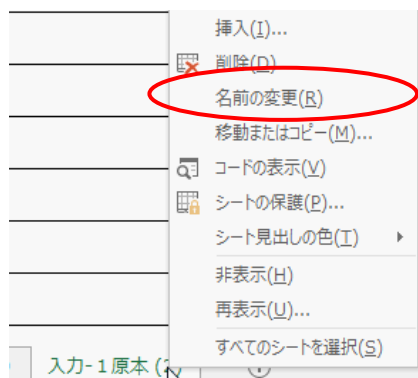 挿入(I)...
削除(D)
名前の変更(R)
移動またはコピー(M)...
コードの表示(V)
シートの保護(P)...
シート見出しの色(T)
非表示(H)
再表示(U)...
すべてのシートを選択(S)
入力-1原本 (2)